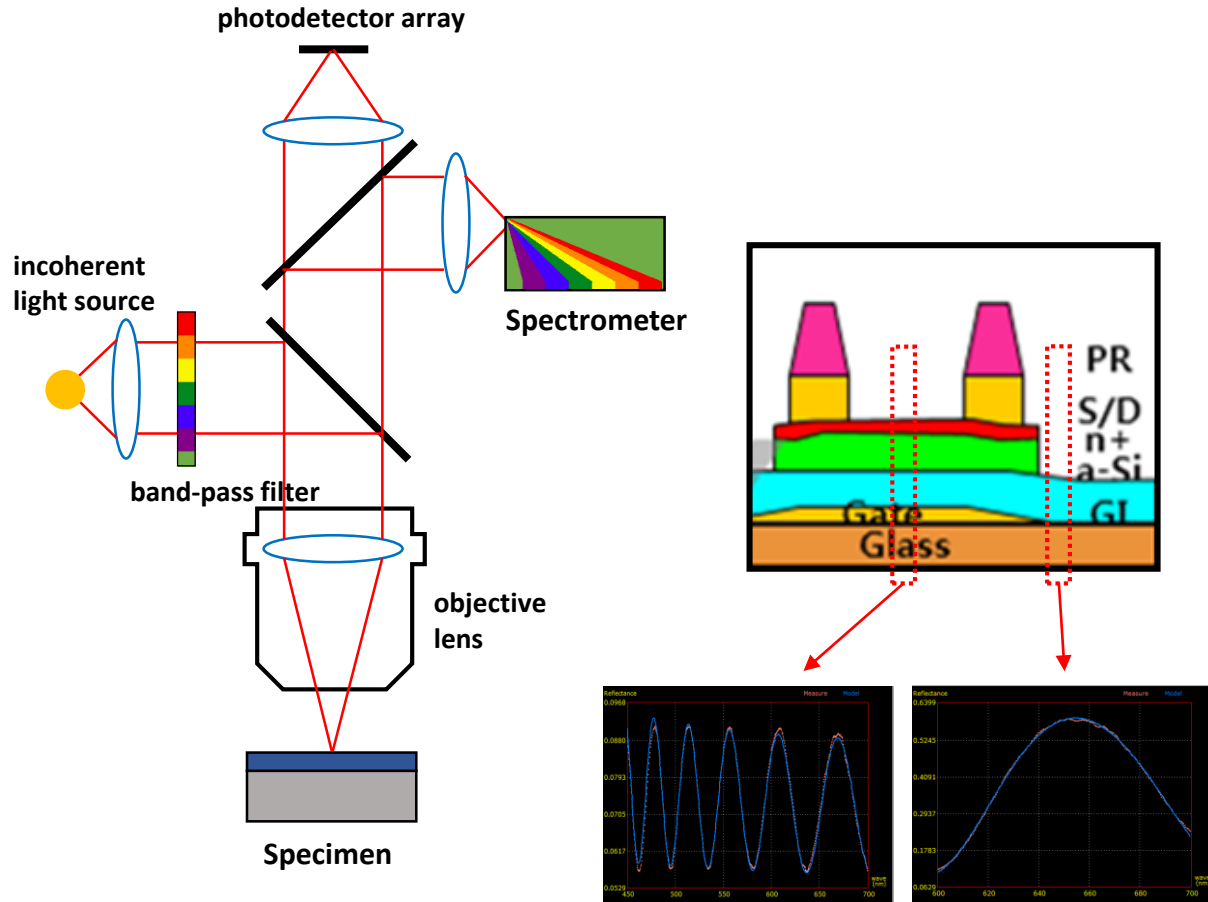 photodetector array
incoherent
light source
Spectrometer
band-pass filter
objective
lens
Specimen
PR
S/D
n+
a-Si
Gate
GI
Glass
Reflectance
Measure
Model
0.0968
0.0880
0.0793
0.0705
0.0617
0.0529
450
500
550
600
650
700
wave
[nm]
Reflectance
Measure
Model
0.6399
0.5245
0.4091
0.2937
0.1783
0.0629
600
620
640
660
680
700
wave
[nm]